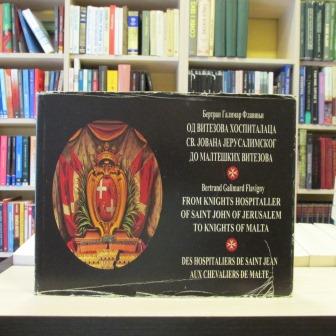 Бертран Галимар Флавињи
ОД ВИТЕЗОВА ХОСПИТАЛАЦА
СВ. ЈОВАНА ЈЕРУСАЛИМСКОГ
ДО МАЛТЕШКИХ ВИТЕЗОВА
Bertrand Galimard Flavigny
FROM KNIGHTS HOSPITALLER
OF SAINT JOHN OF JERUSALEM
TO KNIGHTS OF MALTA
DES HOSPITALIERS DE SAINT JEAN
AUX CHEVALIERS DE MALTE